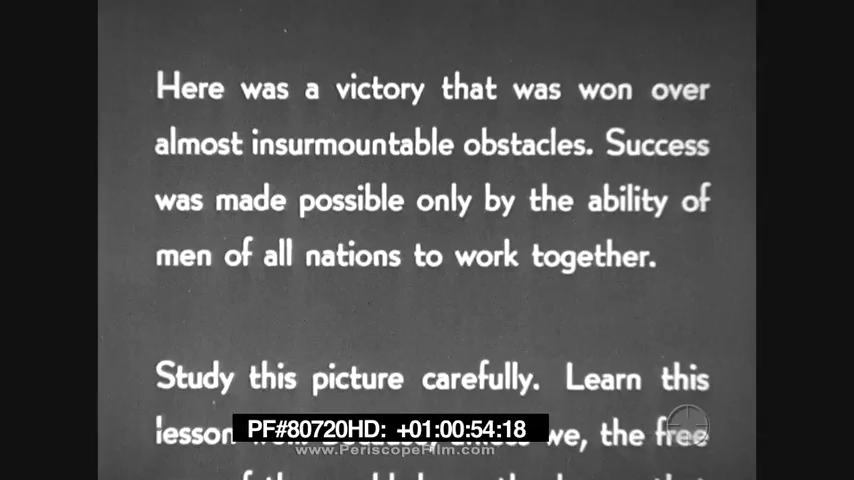 Here was a victory that was won over
almost insurmountable obstacles. Success
was made possible only by the ability of
men of all nations to work together.
Study this picture carefully. Learn this
lesson we, the free
PF#80720HD: +01:00:54:18
www.PeriscopeFilm.com